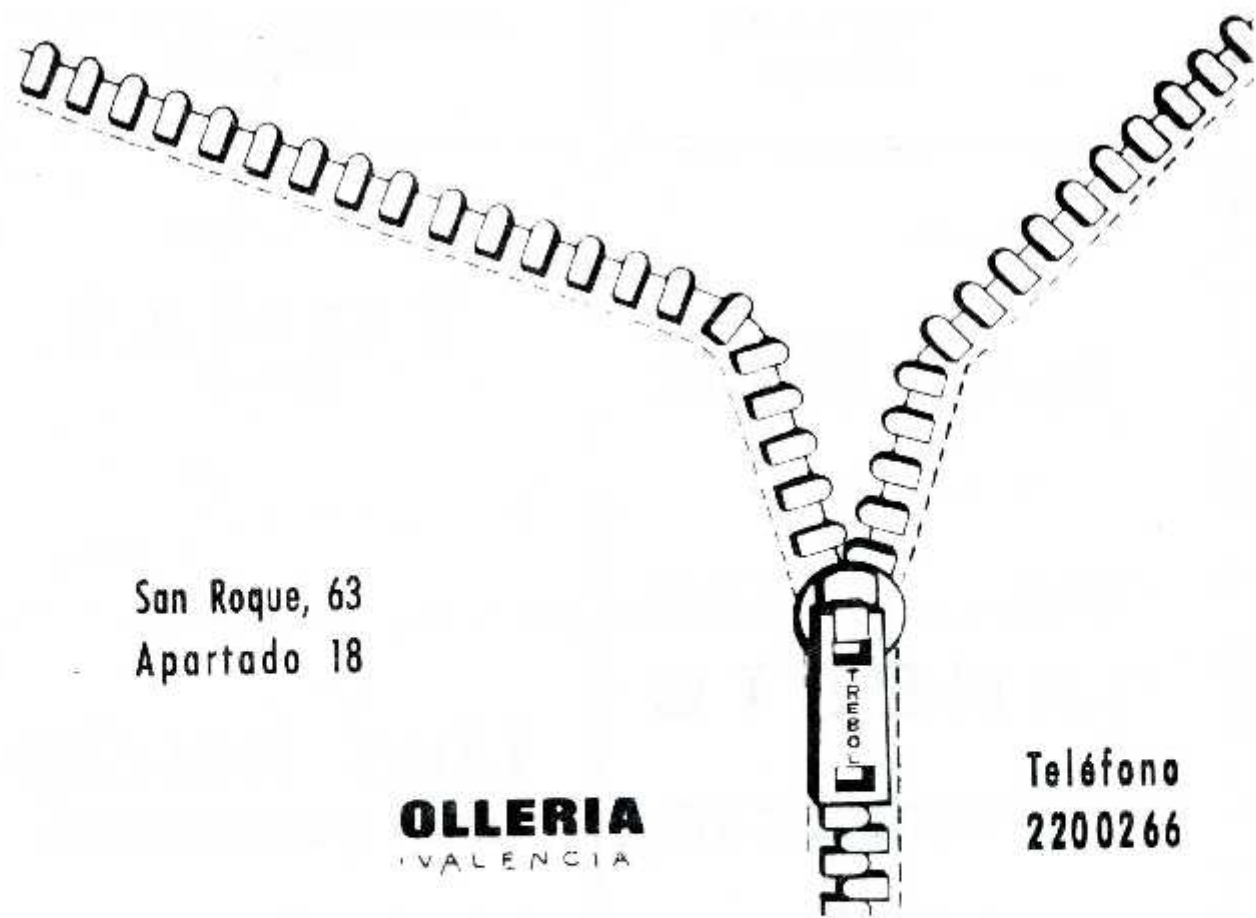 San Roque, 63
Apartado 18
TREBOL
OLLERIA
VALENCIA
Teléfono
2200266